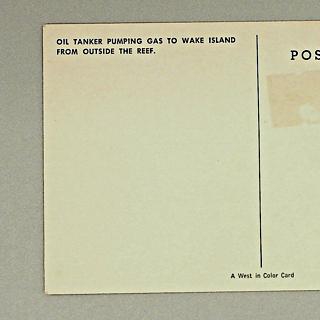 OIL TANKER PUMPING GAS TO WAKE ISLAND
FROM OUTSIDE THE REEF.
POS
A West in Color Card